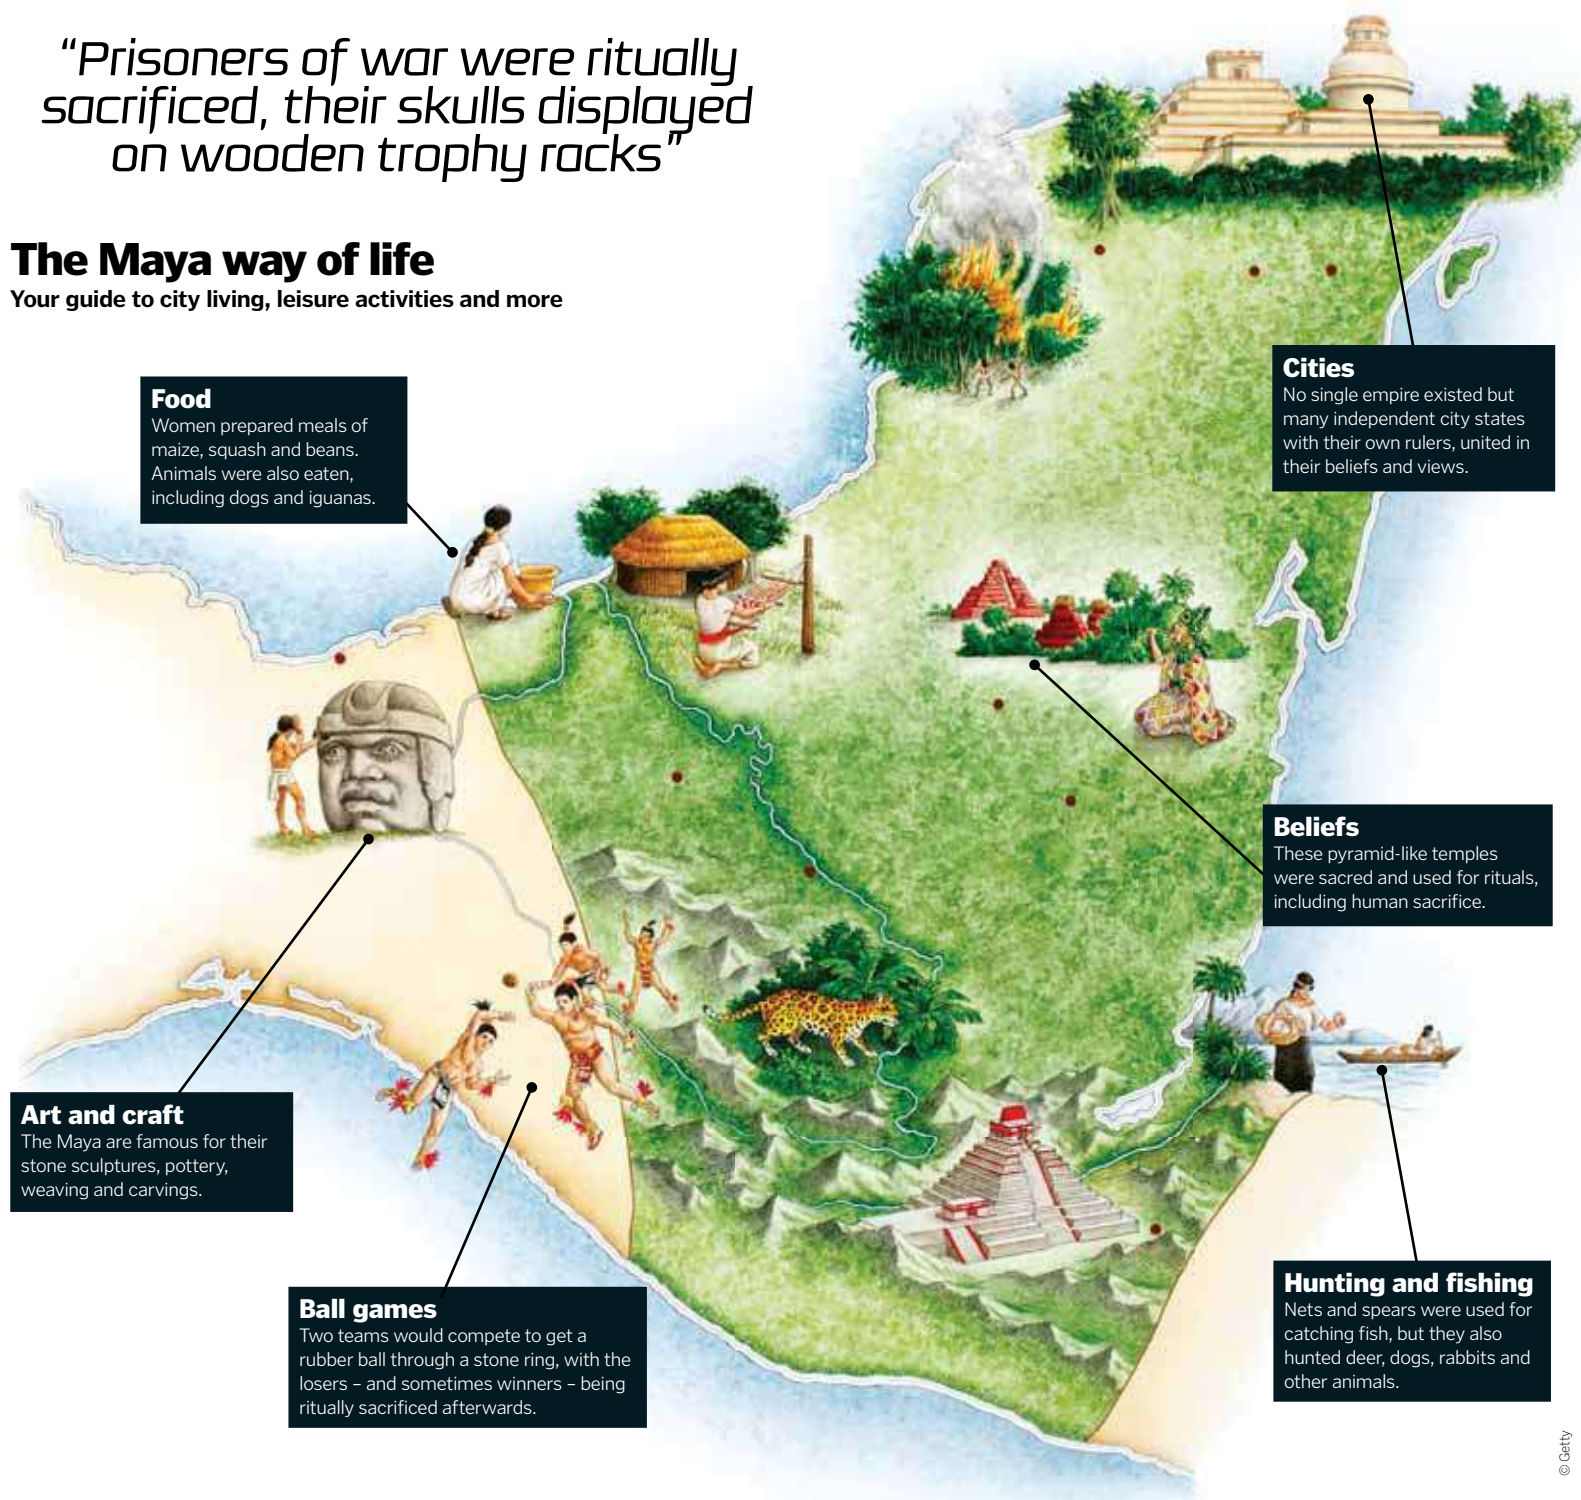 “Prisoners of war were ritually
sacrificed, their skulls displayed
on wooden trophy racks”
The Maya way of life
Your guide to city living, leisure activities and more
Food
Women prepared meals of
maize, squash and beans.
Animals were also eaten,
including dogs and iguanas.
Cities
No single empire existed but
many independent city states
with their own rulers, united in
their beliefs and views.
Beliefs
These pyramid-like temples
were sacred and used for rituals,
including human sacrifice.
Art and craft
The Maya are famous for their
stone sculptures, pottery,
weaving and carvings.
Ball games
Two teams would compete to get a
rubber ball through a stone ring, with the
losers – and sometimes winners – being
ritually sacrificed afterwards.
Hunting and fishing
Nets and spears were used for
catching fish, but they also
hunted deer, dogs, rabbits and
other animals.
© Getty